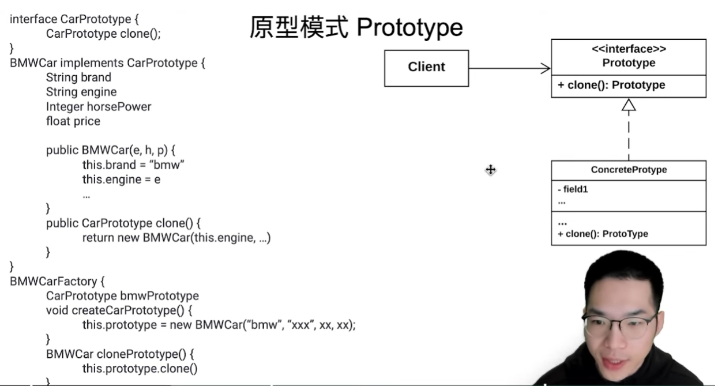 原型模式 Prototype
interface CarPrototype {
CarPrototype clone();
}
BMWCar implements CarPrototype {
String brand
String engine
Integer horsePower
float price
public BMWCar(e, h, p) {
this.brand = “bmw”
this.engine = e
...
}
public CarPrototype clone() {
return new BMWCar(this.engine, ...)
}
}
BMWCarFactory {
CarPrototype bmwPrototype
void createCarPrototype() {
this.prototype = new BMWCar(“bmw”, “xxx”, xx, xx);
}
BMWCar clonePrototype() {
this.prototype.clone()
}
Client
<<interface>>
Prototype
+ clone(): Prototype
ConcreteProtype
- field1
...
...
+ clone(): ProtoType